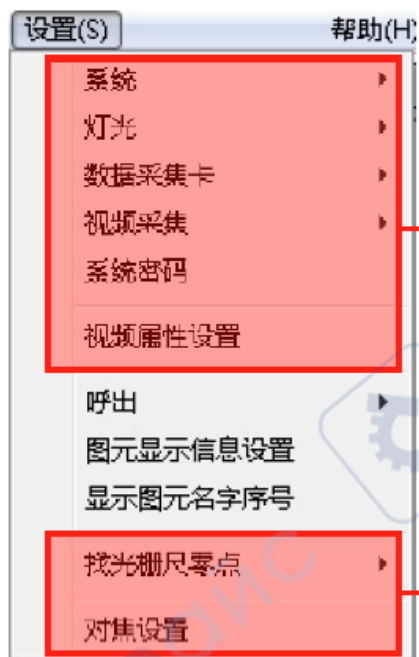 设置(S) 帮助(H)
系统
灯光
数据采集卡
视频采集
系统密码
视频属性设置
呼出
图元显示信息设置
显示图元名字序号
找光栅尺零点
对焦设置